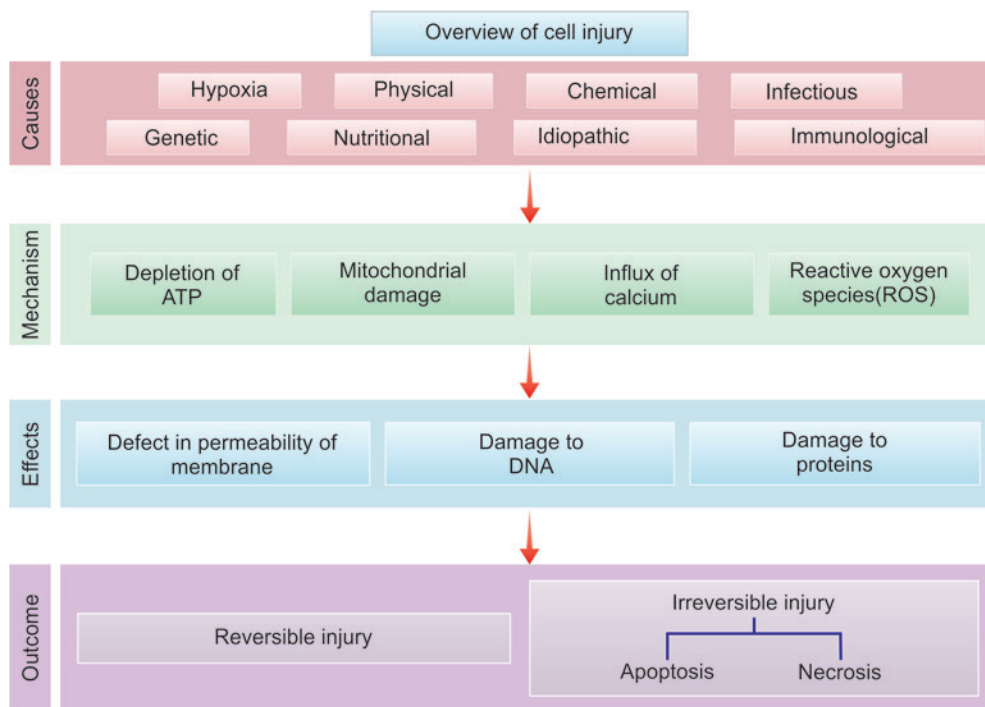 Overview of cell injury
Causes
Hypoxia
Physical
Chemical
Infectious
Genetic
Nutritional
Idiopathic
Immunological
Mechanism
Depletion of
ATP
Mitochondrial
damage
Influx of
calcium
Reactive oxygen
species(ROS)
Effects
Defect in permeability of
membrane
Damage to
DNA
Damage to
proteins
Outcome
Reversible injury
Irreversible injury
Apoptosis
Necrosis